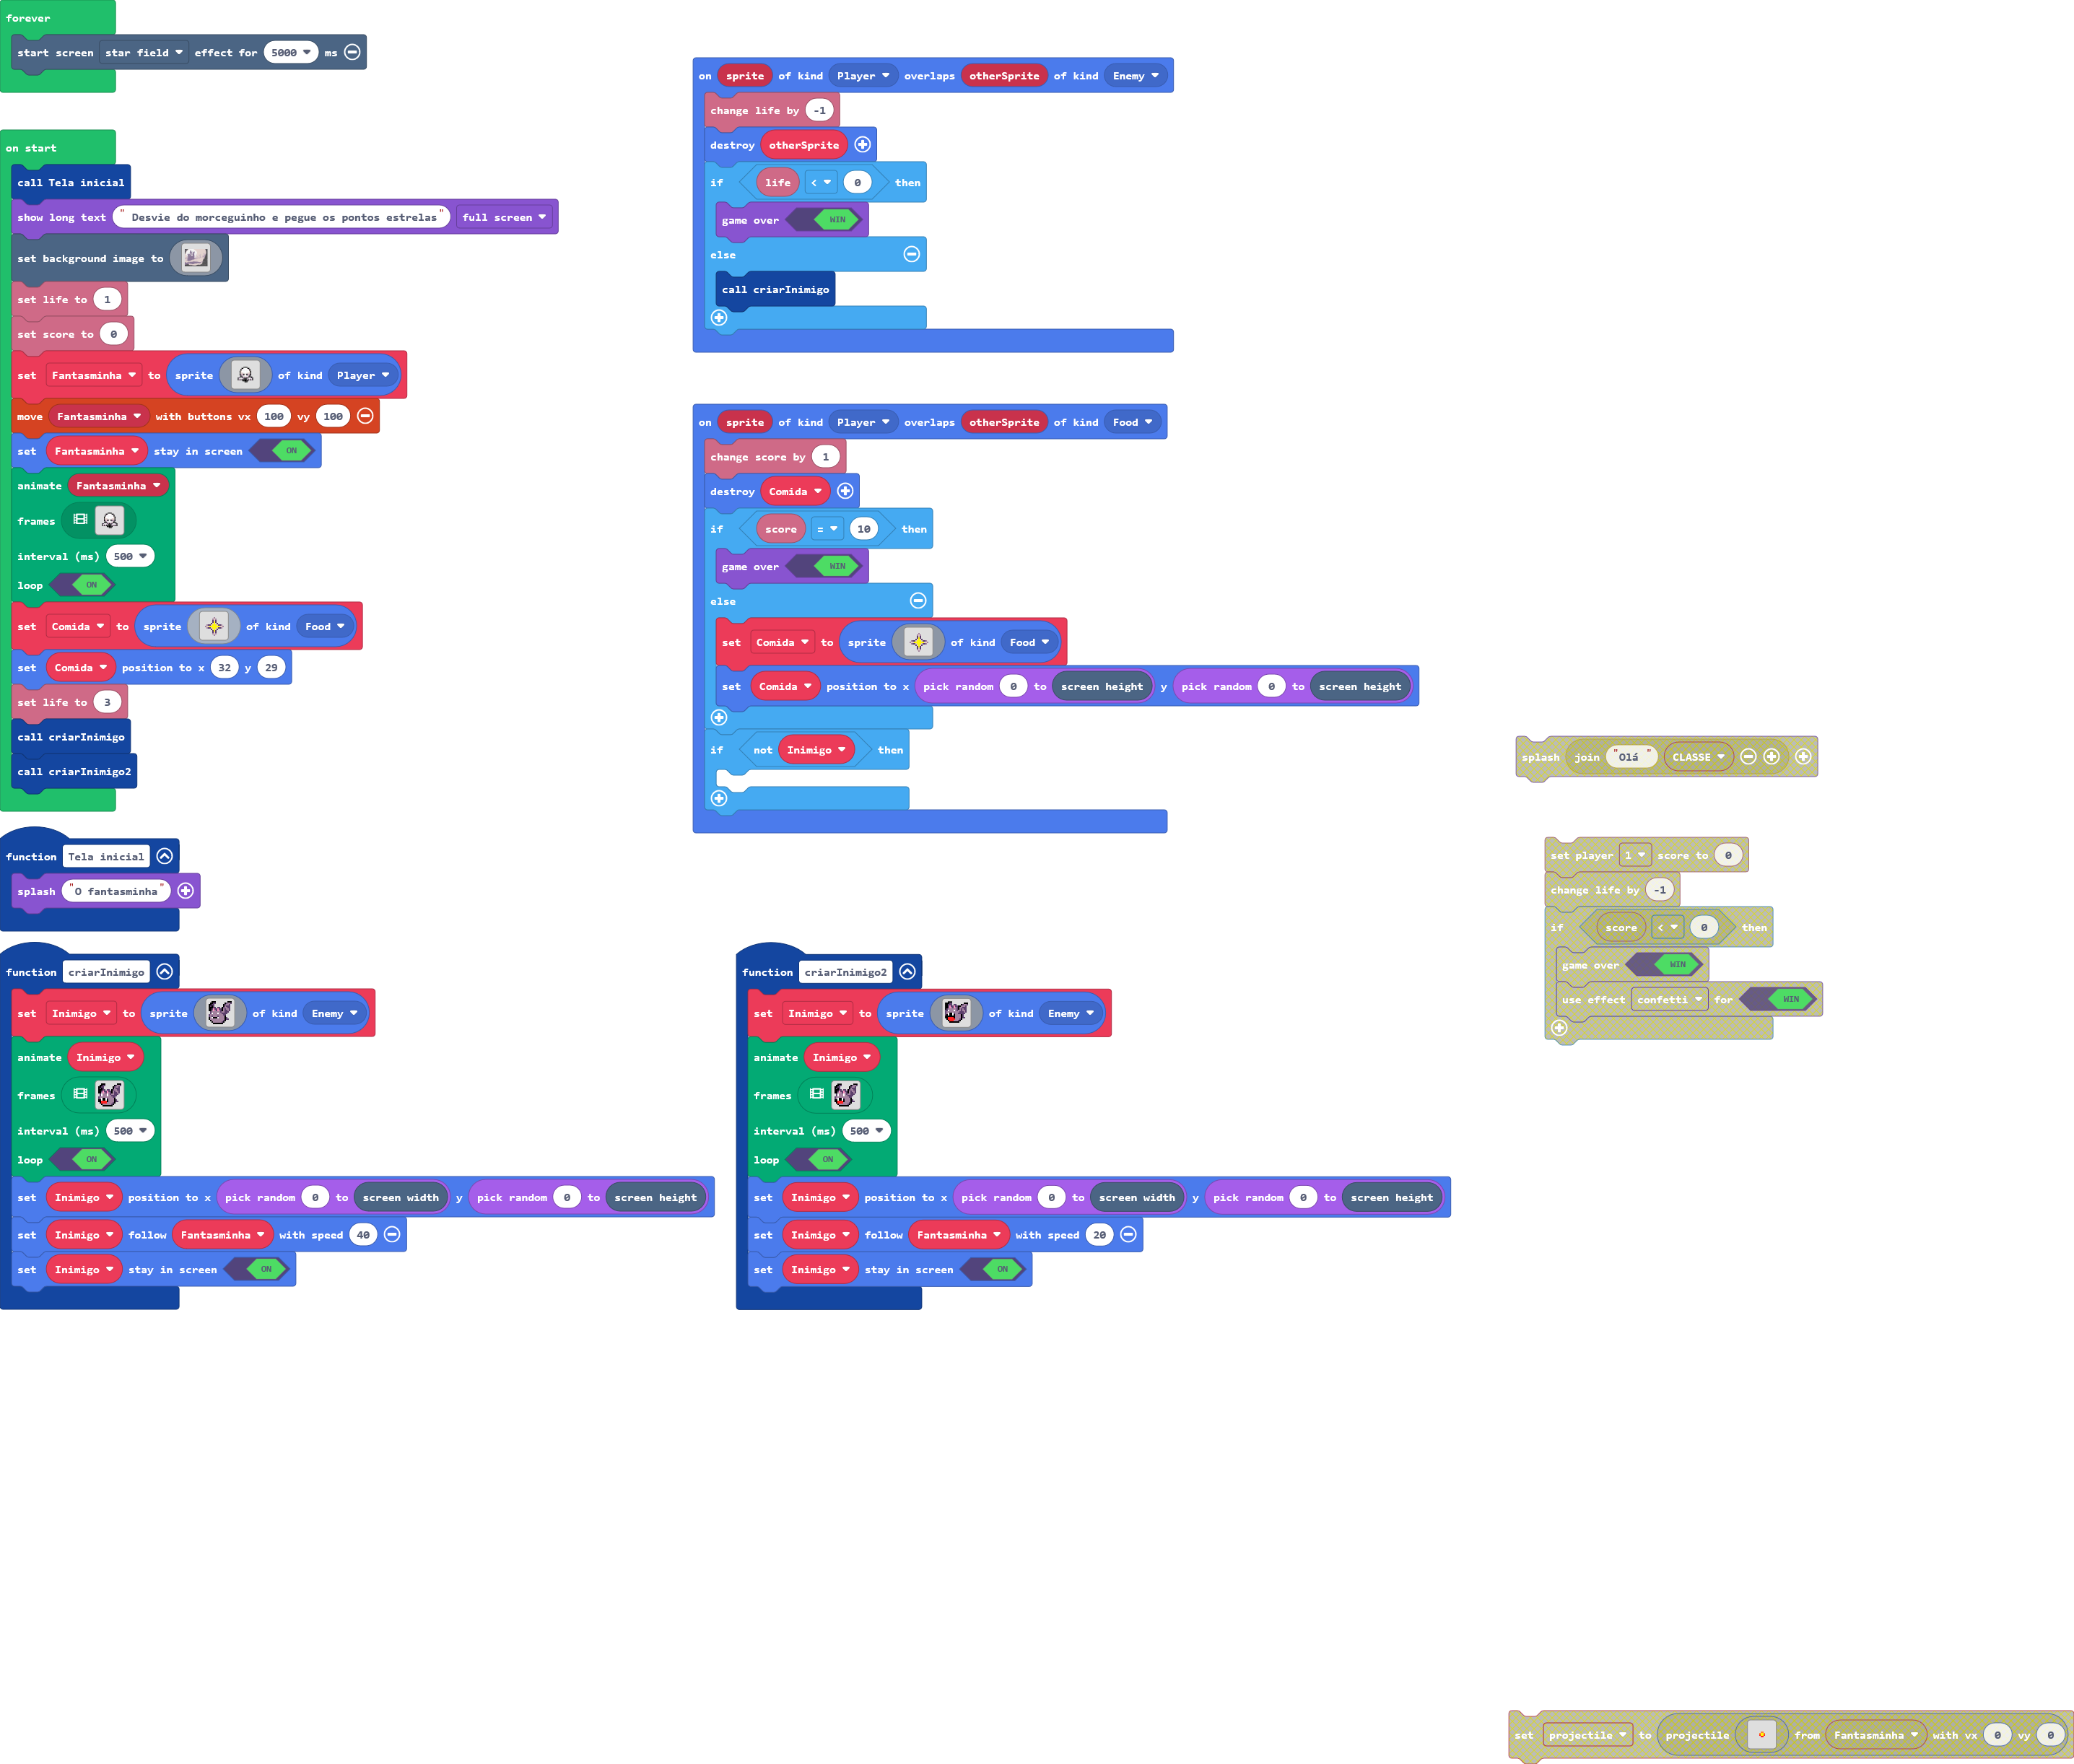 forever
start screen star field effect for 5000 ms
on start
call Tela inicial
show long text " Desvie do morceguinho e pegue os pontos estrelas" full screen
set background image to
set life to 1
set score to 0
set Fantasminha to sprite of kind Player
move Fantasminha with buttons vx 100 vy 100
set Fantasminha stay in screen ON
animate Fantasminha
frames
interval (ms) 500
loop ON
set Comida to sprite of kind Food
set Comida position to x 32 y 29
set life to 3
call criarInimigo
call criarInimigo2
function Tela inicial
splash "O fantasminha"
function criarInimigo
set Inimigo to sprite of kind Enemy
animate Inimigo
frames
interval (ms) 500
loop ON
set Inimigo position to x pick random 0 to screen width y pick random 0 to screen height
set Inimigo follow Fantasminha with speed 40
set Inimigo stay in screen ON
on sprite of kind Player overlaps otherSprite of kind Enemy
change life by -1
destroy otherSprite
if life < 0 then
game over WIN
else
call criarInimigo
on sprite of kind Player overlaps otherSprite of kind Food
change score by 1
destroy Comida
if score = 10 then
game over WIN
else
set Comida to sprite of kind Food
set Comida position to x pick random 0 to screen height y pick random 0 to screen height
if not Inimigo then
function criarInimigo2
set Inimigo to sprite of kind Enemy
animate Inimigo
frames
interval (ms) 500
loop ON
set Inimigo position to x pick random 0 to screen width y pick random 0 to screen height
set Inimigo follow Fantasminha with speed 20
set Inimigo stay in screen ON
splash join "Olá " CLASSE
set player 1 score to 0
change life by -1
if score < 0 then
game over WIN
use effect confetti for WIN
set projectile to projectile from Fantasminha with vx 0 vy 0